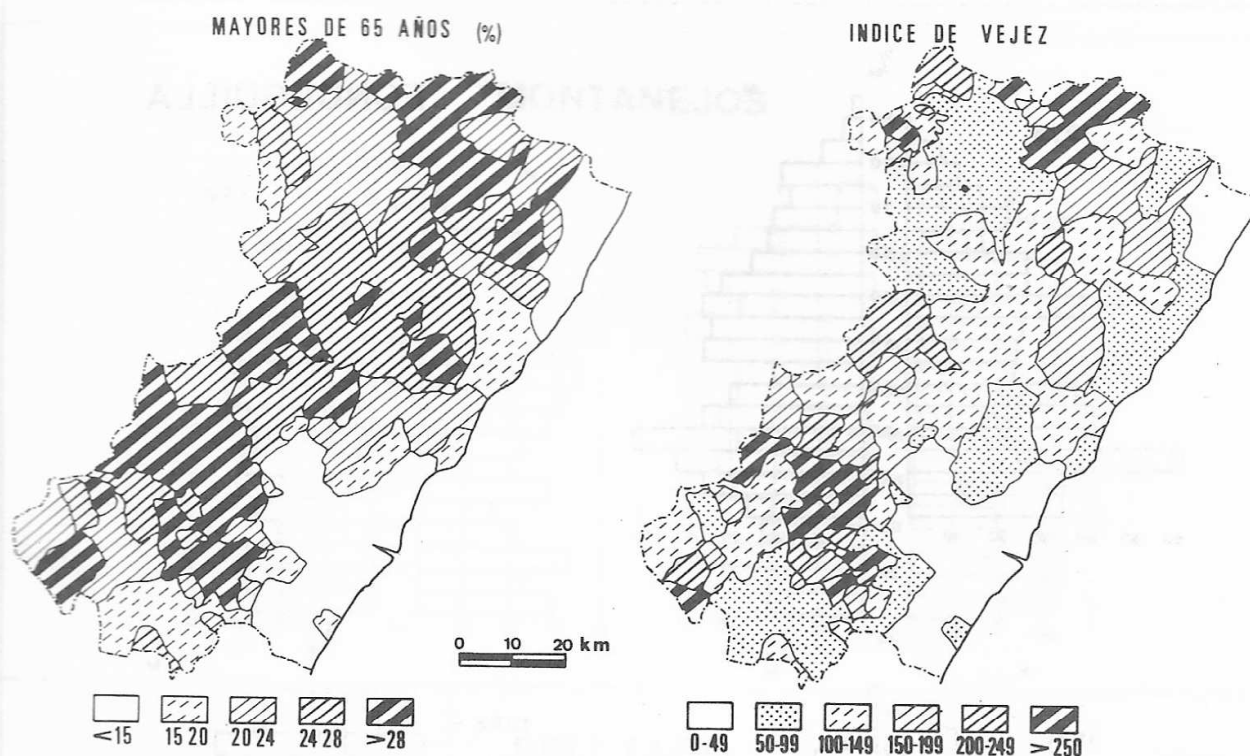 MAYORES DE 65 AÑOS (%)
INDICE DE VEJEZ
MONTANEJOS
0 10 20 km
<15 15 20 20 24 24 28 >28
0-49 50-99 100-149 150-199 200-249 >250